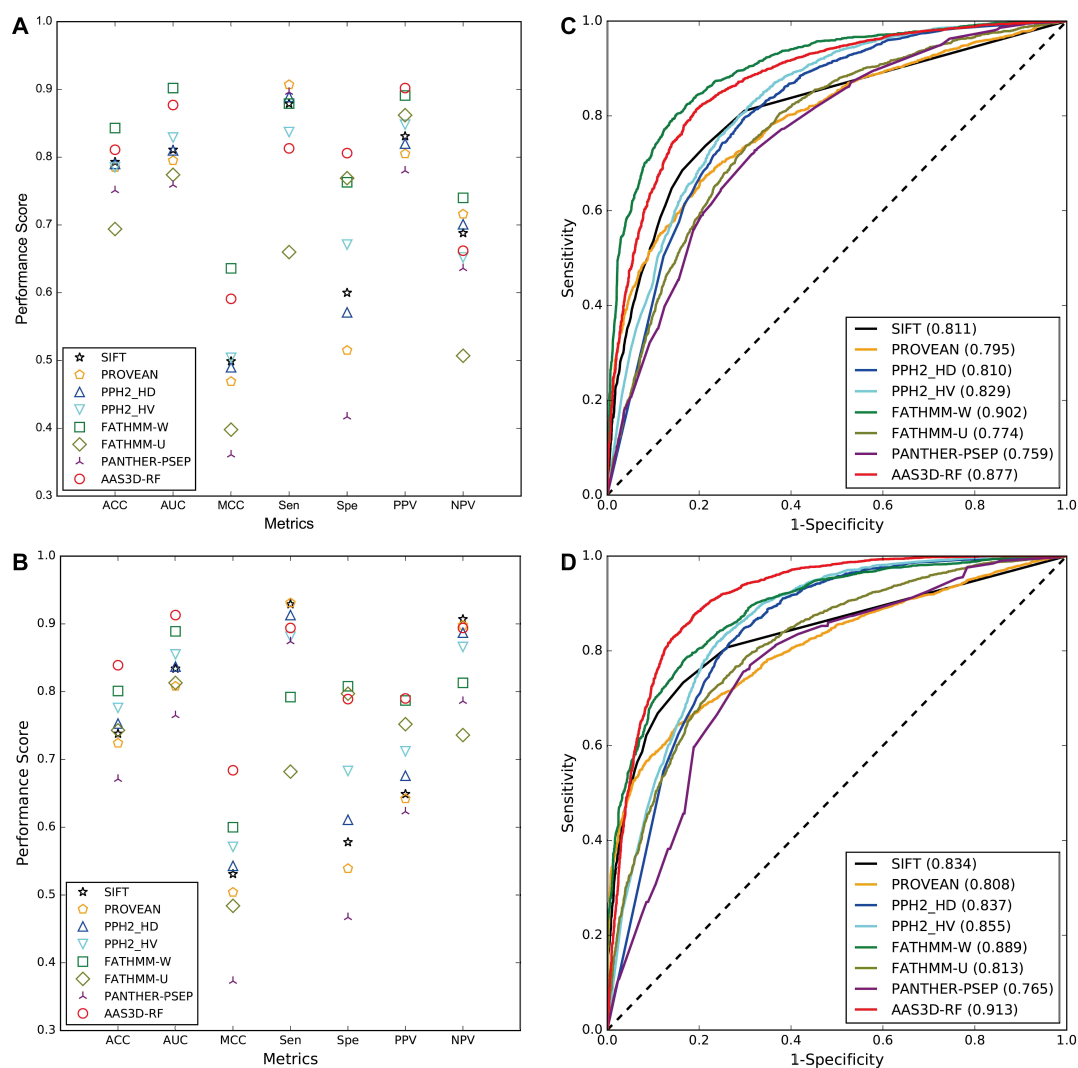 A
1.0
0.9
0.8
0.7
0.6
0.5
0.4
0.3
Performance Score
SIFT
PROVEAN
PPH2_HD
PPH2_HV
FATHMM-W
FATHMM-U
PANTHER-PSEP
AAS3D-RF
ACC AUC MCC Sen Spe PPV NPV
Metrics
C
1.0
0.8
0.6
0.4
0.2
0.0
Sensitivity
SIFT (0.811)
PROVEAN (0.795)
PPH2_HD (0.810)
PPH2_HV (0.829)
FATHMM-W (0.902)
FATHMM-U (0.774)
PANTHER-PSEP (0.759)
AAS3D-RF (0.877)
0.0 0.2 0.4 0.6 0.8 1.0
1-Specificity
B
1.0
0.9
0.8
0.7
0.6
0.5
0.4
0.3
Performance Score
SIFT
PROVEAN
PPH2_HD
PPH2_HV
FATHMM-W
FATHMM-U
PANTHER-PSEP
AAS3D-RF
ACC AUC MCC Sen Spe PPV NPV
Metrics
D
1.0
0.8
0.6
0.4
0.2
0.0
Sensitivity
SIFT (0.834)
PROVEAN (0.808)
PPH2_HD (0.837)
PPH2_HV (0.855)
FATHMM-W (0.889)
FATHMM-U (0.813)
PANTHER-PSEP (0.765)
AAS3D-RF (0.913)
0.0 0.2 0.4 0.6 0.8 1.0
1-Specificity